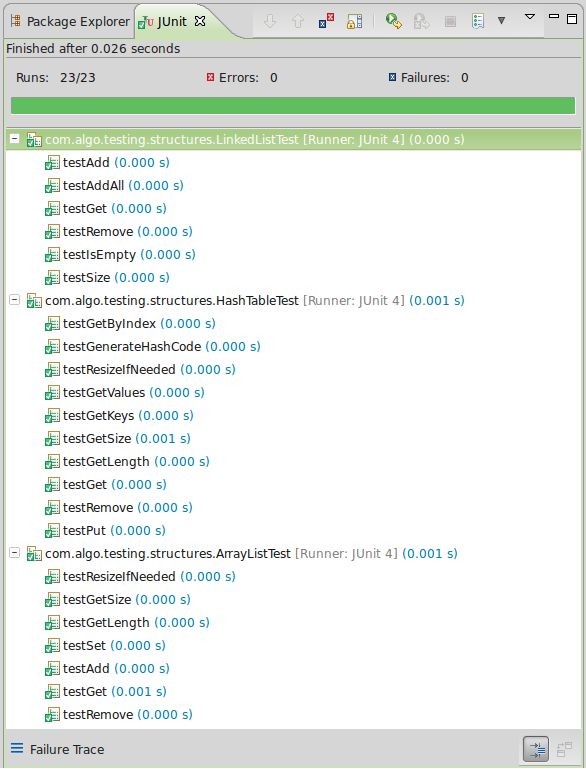 Package Explorer JUnit
Finished after 0.026 seconds
Runs: 23/23 Errors: 0 Failures: 0
com.algo.testing.structures.LinkedListTest [Runner: JUnit 4] (0.000 s)
testAdd (0.000 s)
testAddAll (0.000 s)
testGet (0.000 s)
testRemove (0.000 s)
testIsEmpty (0.000 s)
testSize (0.000 s)
com.algo.testing.structures.HashTableTest [Runner: JUnit 4] (0.001 s)
testGetByIndex (0.000 s)
testGenerateHashCode (0.000 s)
testResizeIfNeeded (0.000 s)
testGetValues (0.000 s)
testGetKeys (0.000 s)
testGetSize (0.001 s)
testGetLength (0.000 s)
testGet (0.000 s)
testRemove (0.000 s)
testPut (0.000 s)
com.algo.testing.structures.ArrayListTest [Runner: JUnit 4] (0.001 s)
testResizeIfNeeded (0.000 s)
testGetSize (0.000 s)
testGetLength (0.000 s)
testSet (0.000 s)
testAdd (0.000 s)
testGet (0.001 s)
testRemove (0.000 s)
Failure Trace